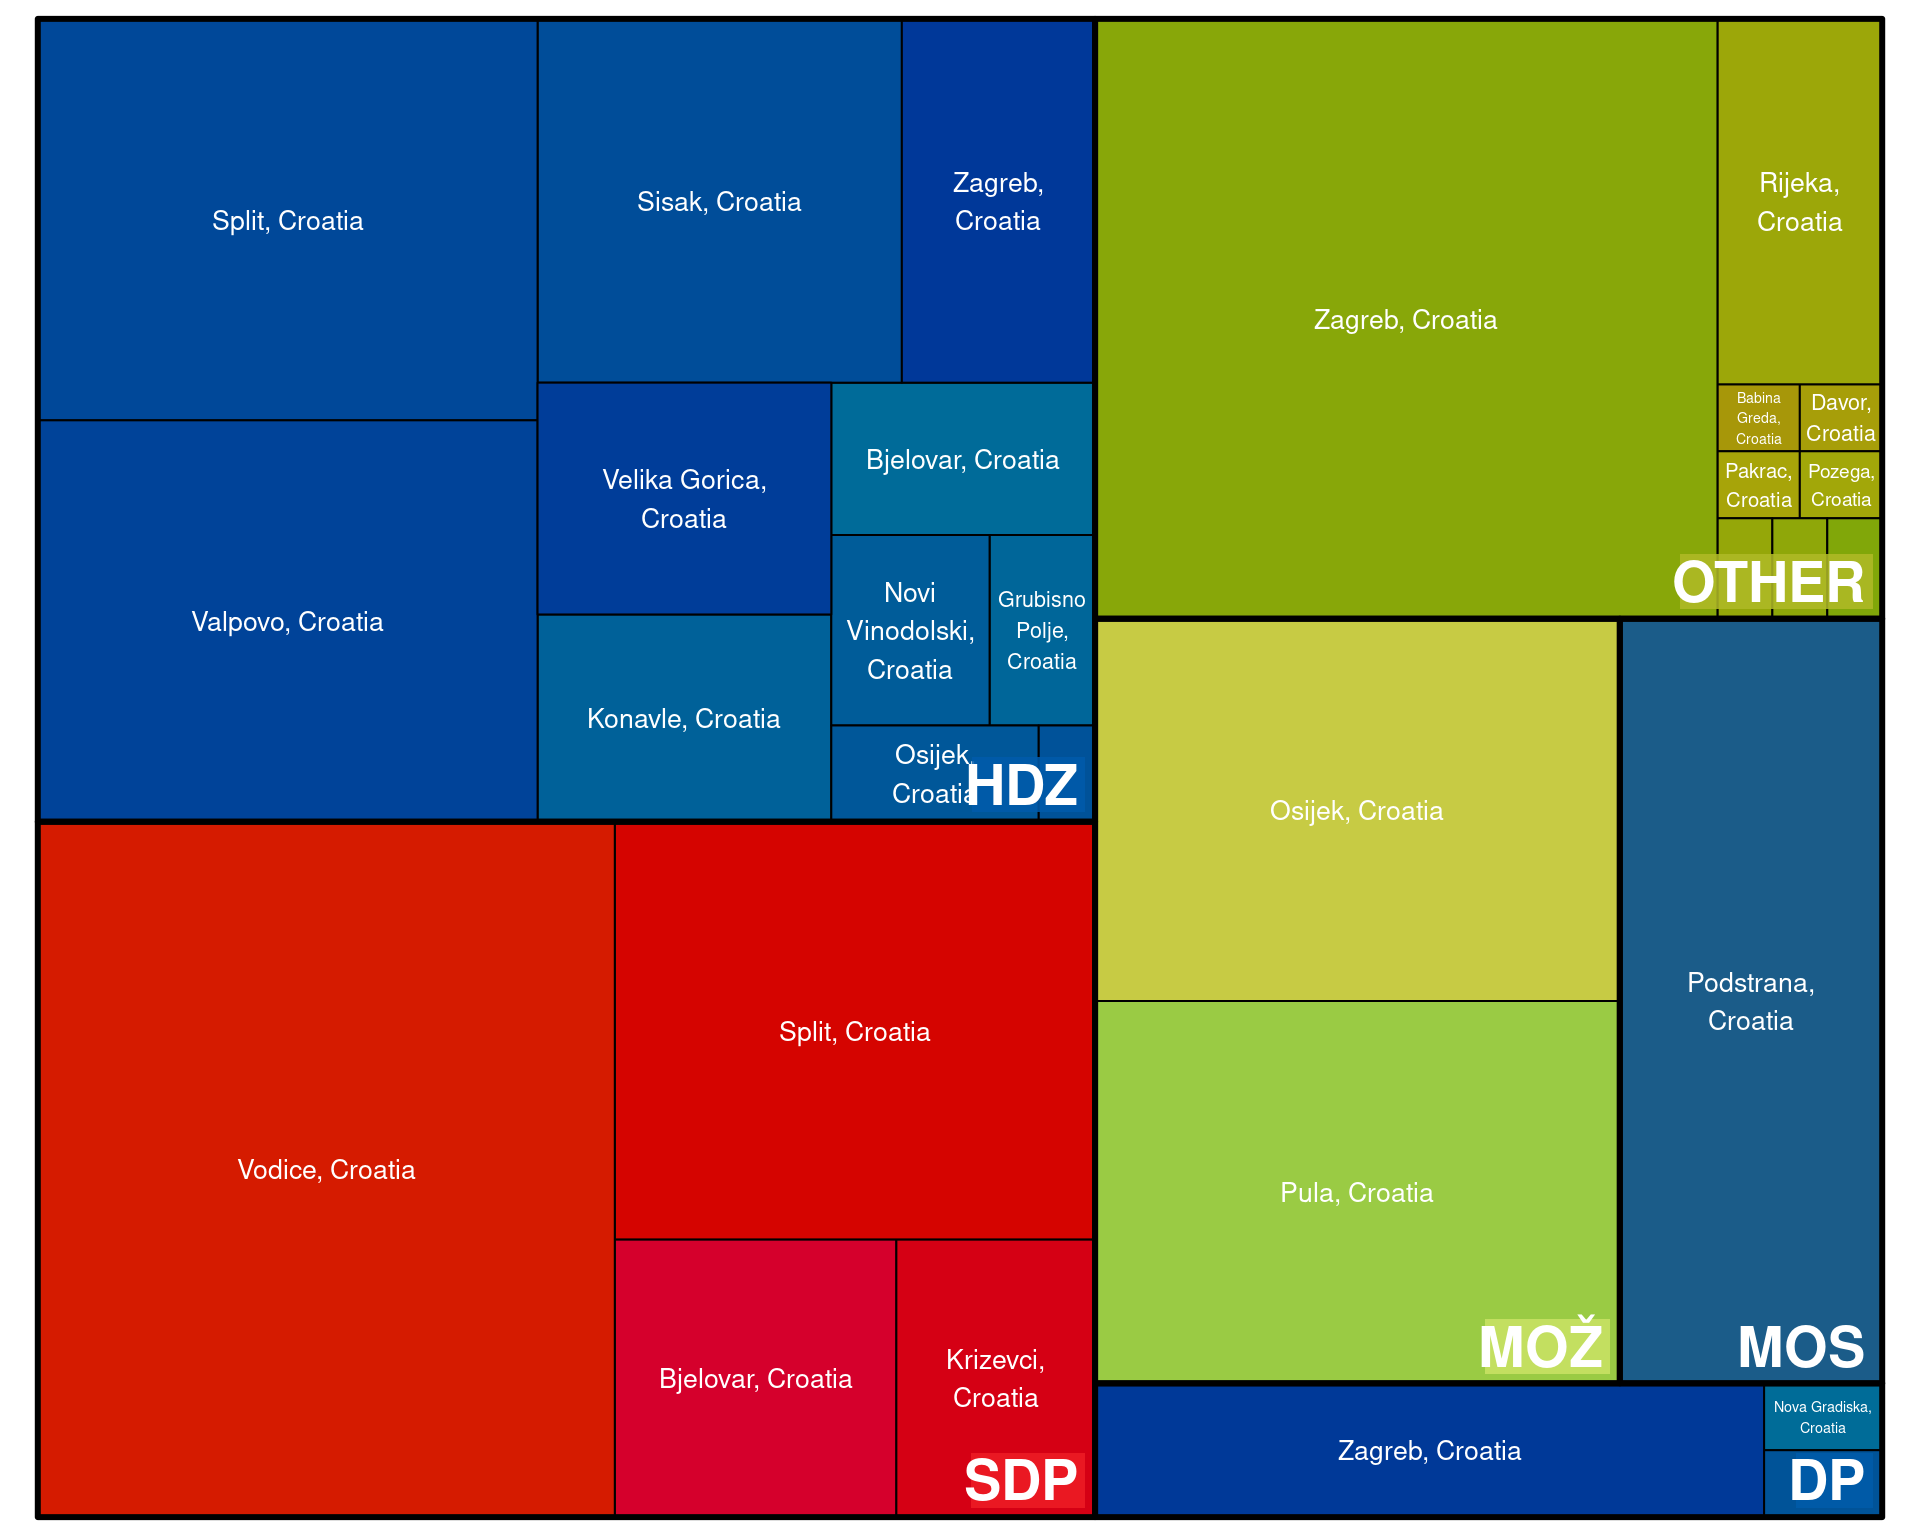 Split, Croatia
Sisak, Croatia
Zagreb,
Croatia
Valpovo, Croatia
Velika Gorica,
Croatia
Bjelovar, Croatia
Novi
Vinodolski,
Croatia
Grubisno
Polje,
Croatia
Konavle, Croatia
Osijek,
Croatia
HDZ
Vodice, Croatia
Split, Croatia
Bjelovar, Croatia
Krizevci,
Croatia
SDP
Zagreb, Croatia
Rijeka,
Croatia
Babina
Greda,
Croatia
Davor,
Croatia
Pakrac,
Croatia
Pozega,
Croatia
OTHER
Osijek, Croatia
Pula, Croatia
MOŽ
Podstrana,
Croatia
MOS
Zagreb, Croatia
Nova Gradiska,
Croatia
DP